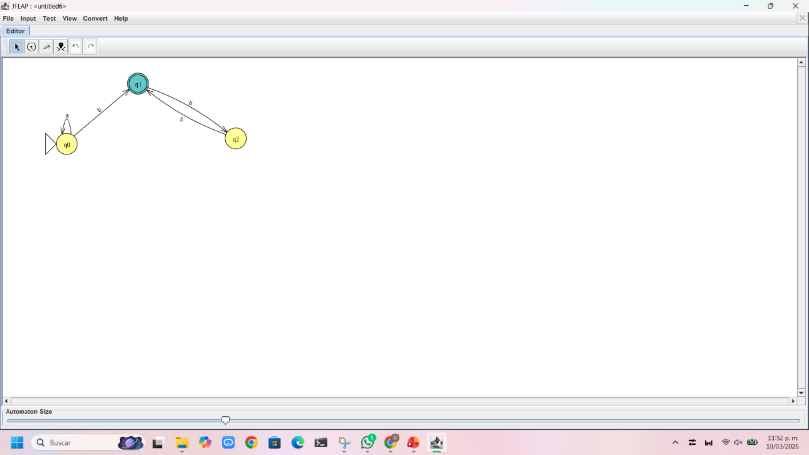 JFLAP : <untitled6>
File Input Test View Convert Help
Editor
q1
a
b
b
b
q0
q2
Automaton Size
Buscar
11:52 p. m.
10/03/2026